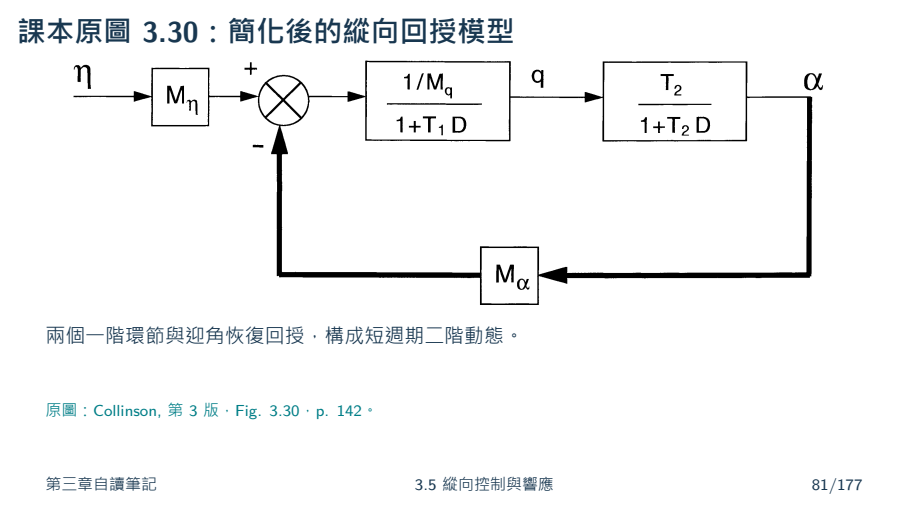 課本原圖 3.30：簡化後的縱向回授模型
η
Mη
+
-
1/Mq
1+T₁D
q
T₂
1+T₂D
α
Mα
兩個一階環節與迎角恢復回授，構成短週期二階動態。
原圖：Collinson, 第 3 版，Fig. 3.30，p. 142。
第三章自讀筆記
3.5 縱向控制與響應
81/177